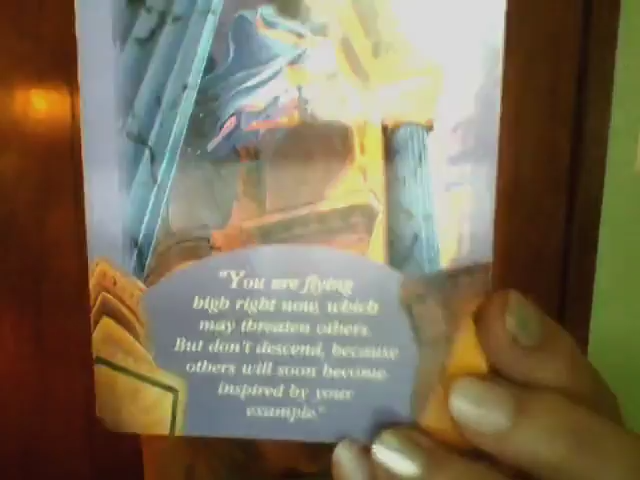 "You are flying
high right now, which
may threaten others.
But don't descend, because
others will soon become
inspired by your
example."